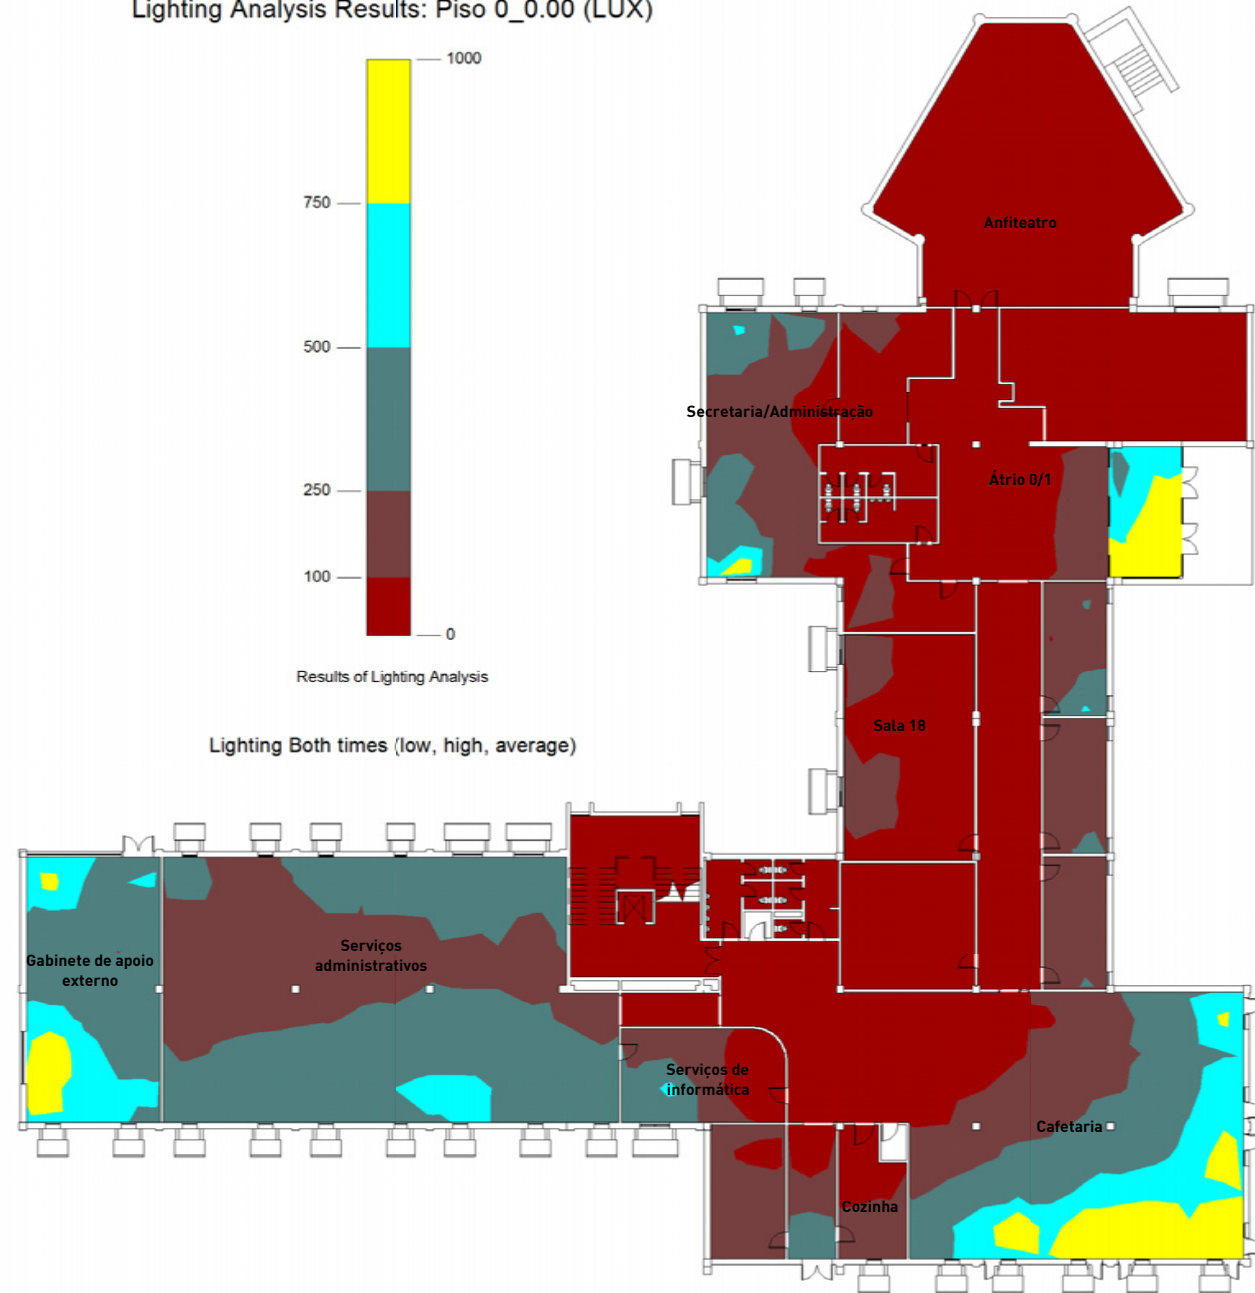 Lighting Analysis Results: Piso 0_0.00 (LUX)
1000
750
500
250
100
0
Results of Lighting Analysis
Lighting Both times (low, high, average)
Anfiteatro
Secretaria/Administração
Átrio 0/1
Sala 18
Gabinete de apoio
externo
Serviços
administrativos
Serviços de
informática
Cafetaria
Cozinha